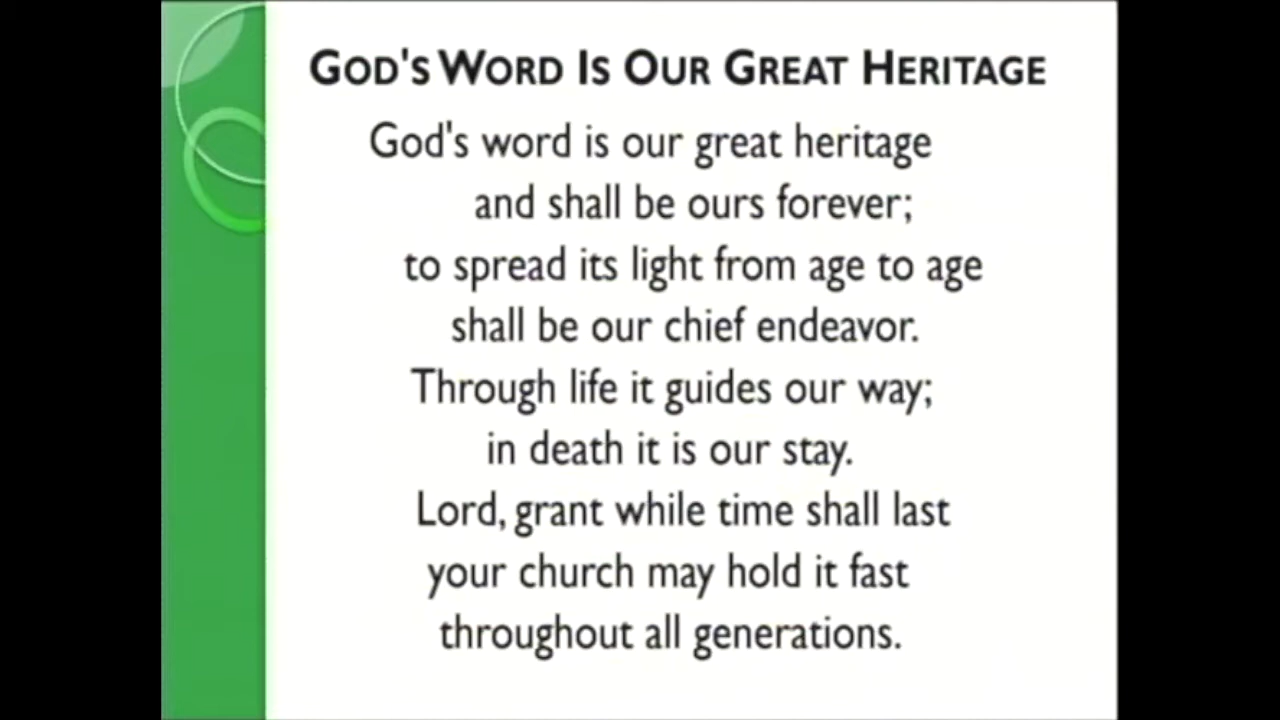 GOD'S WORD IS OUR GREAT HERITAGE
God's word is our great heritage
and shall be ours forever;
to spread its light from age to age
shall be our chief endeavor.
Through life it guides our way;
in death it is our stay.
Lord, grant while time shall last
your church may hold it fast
throughout all generations.